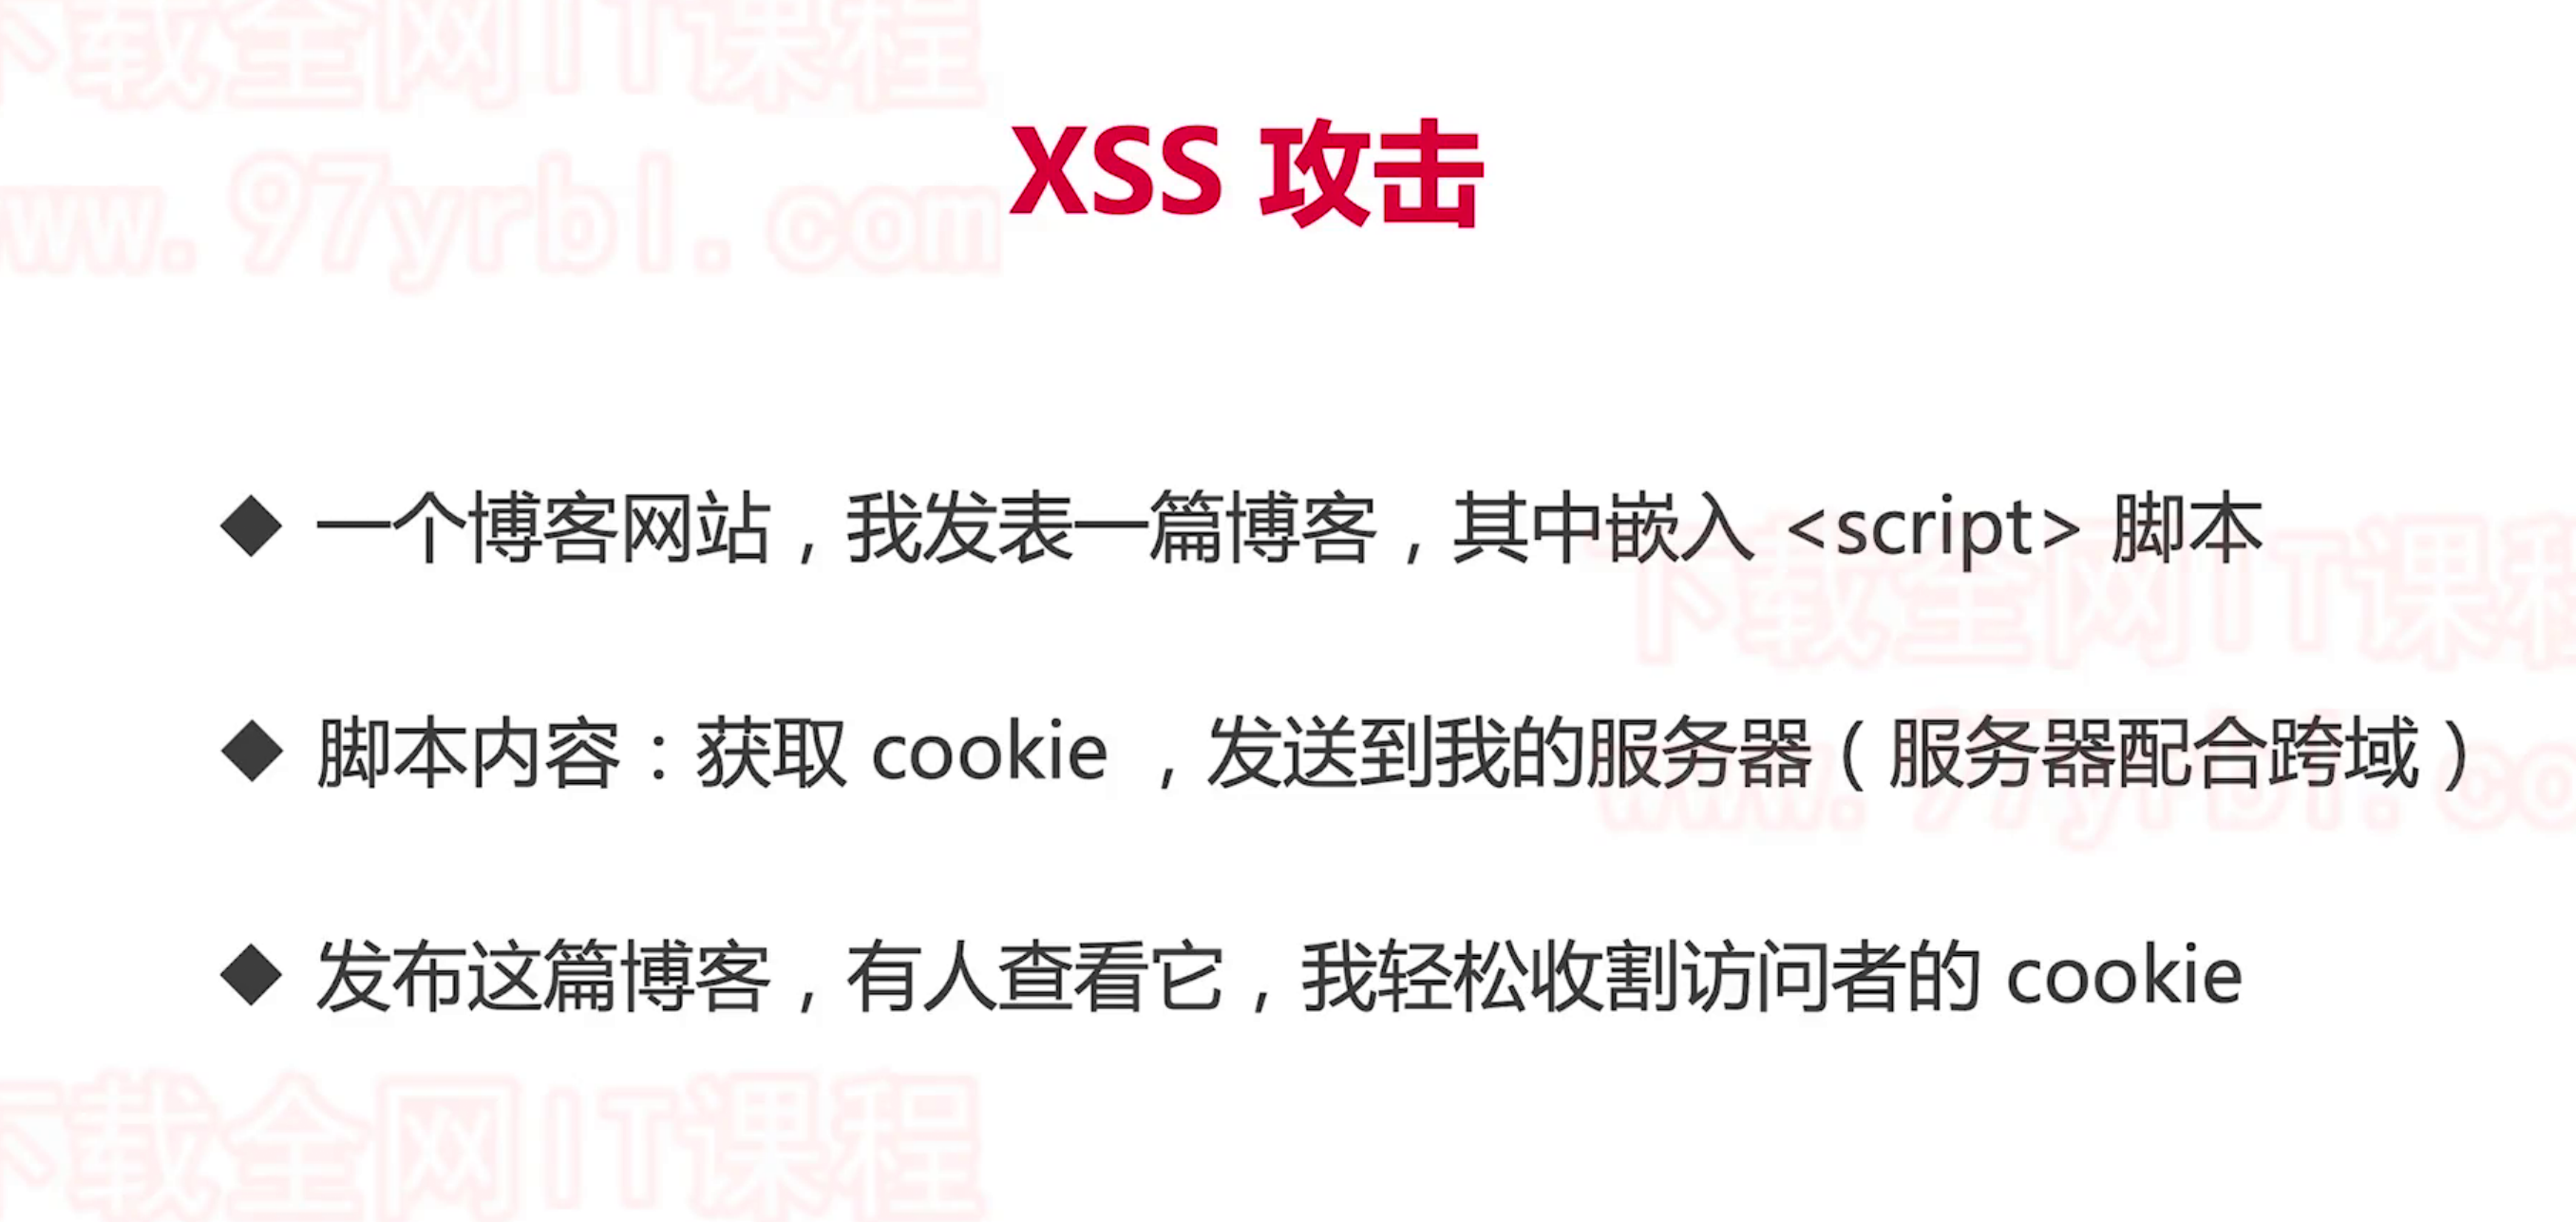 下载全网IT课程
www.97yrbl.com
XSS 攻击
◆ 一个博客网站，我发表一篇博客，其中嵌入 <script> 脚本
下载全网IT课程
◆ 脚本内容：获取 cookie ，发送到我的服务器（服务器配合跨域）
www.97yrbl.co
◆ 发布这篇博客，有人查看它，我轻松收割访问者的 cookie
下载全网IT课程